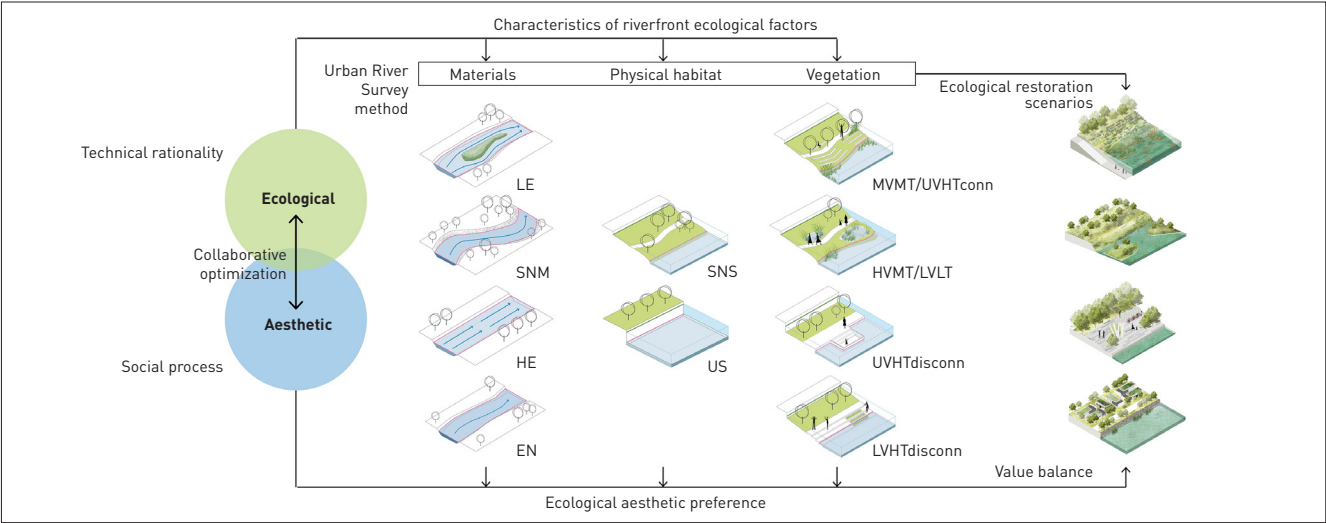 Characteristics of riverfront ecological factors
Urban River
Survey
method
Materials
Physical habitat
Vegetation
Ecological restoration
scenarios
Technical rationality
Ecological
Collaborative
optimization
Aesthetic
Social process
LE
MVMT/UVHTconn
SNM
SNS
HVMT/LVLT
HE
US
UVHTdisconn
EN
LVHTdisconn
Value balance
Ecological aesthetic preference